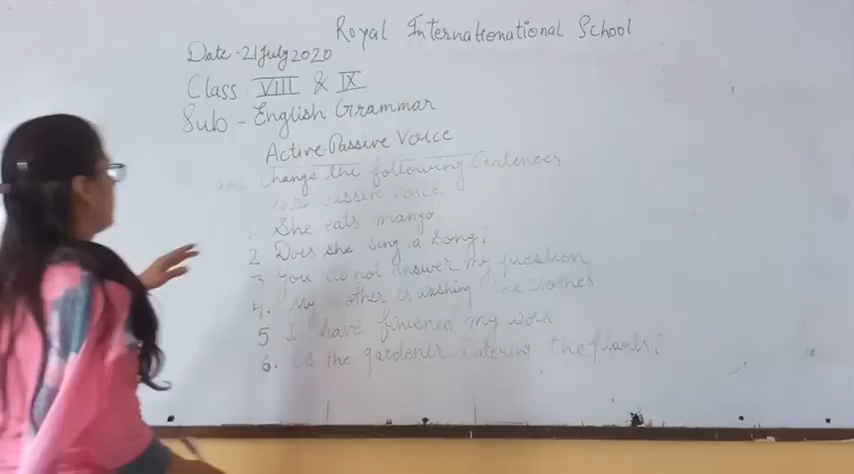 Royal Internationational School
Date - 21 July 2020
Class VIII & IX
Sub - English Grammar
Active-Passive Voice
Change the following Sentences
into Passive voice
1. She eats mango.
2 Does she sing a song?
3 You do not answer my question
4. My other is washing the clothes
5 I have finished my work
6. Is the gardener watering the plants?